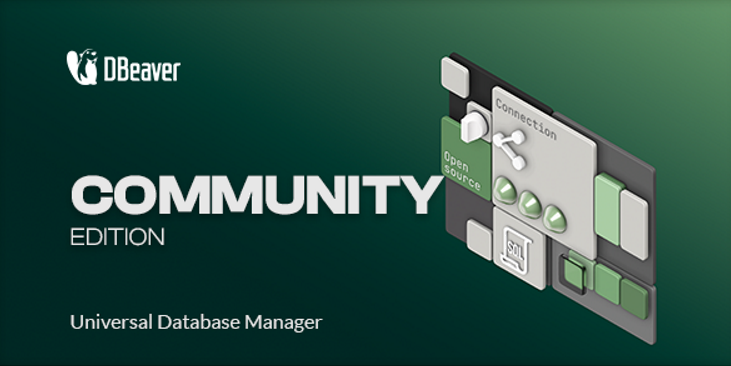 DBeaver
COMMUNITY
EDITION
Universal Database Manager
Connection
Open
source
SQL